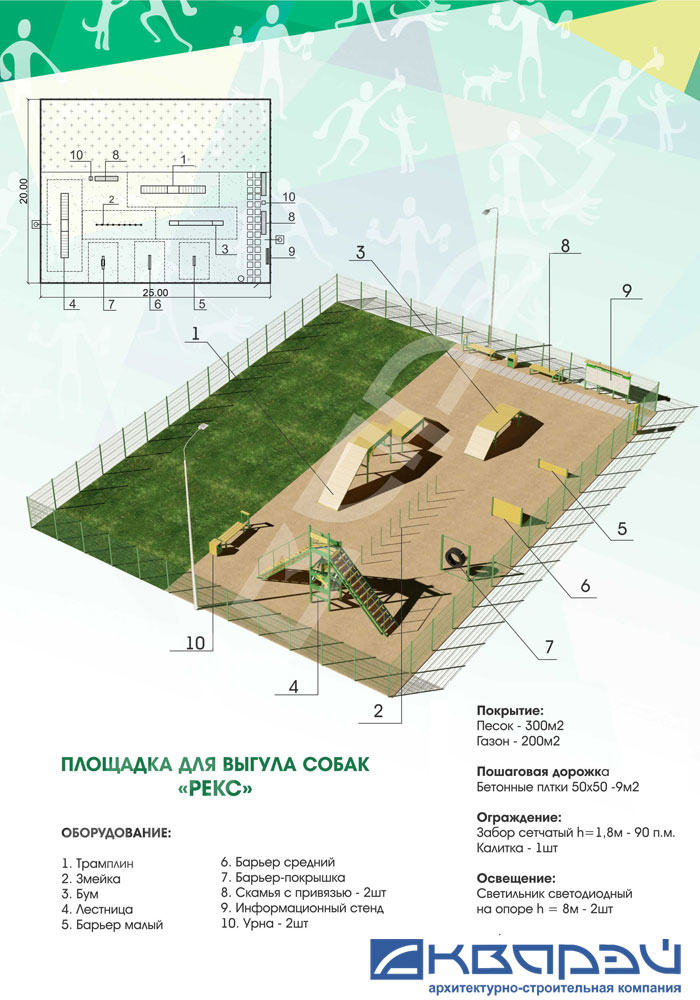 10
8
1
20.00
2
10
8
3
9
4
25.00
7
6
5
3
8
9
1
5
6
10
7
4
2
ПЛОЩАДКА ДЛЯ ВЫГУЛА СОБАК
«РЕКС»
ОБОРУДОВАНИЕ:
1. Трамплин
2. Змейка
3. Бум
4. Лестница
5. Барьер малый
6. Барьер средний
7. Барьер-покрышка
8. Скамья с привязью - 2шт
9. Информационный стенд
10. Урна - 2шт
Покрытие:
Песок - 300м2
Газон - 200м2
Пошаговая дорожка
Бетонные плтки 50х50 -9м2
Ограждение:
Забор сетчатый h=1,8м - 90 п.м.
Калитка - 1шт
Освещение:
Светильник светодиодный
на опоре h = 8м - 2шт
АКВАРЭЙ
архитектурно-строительная компания